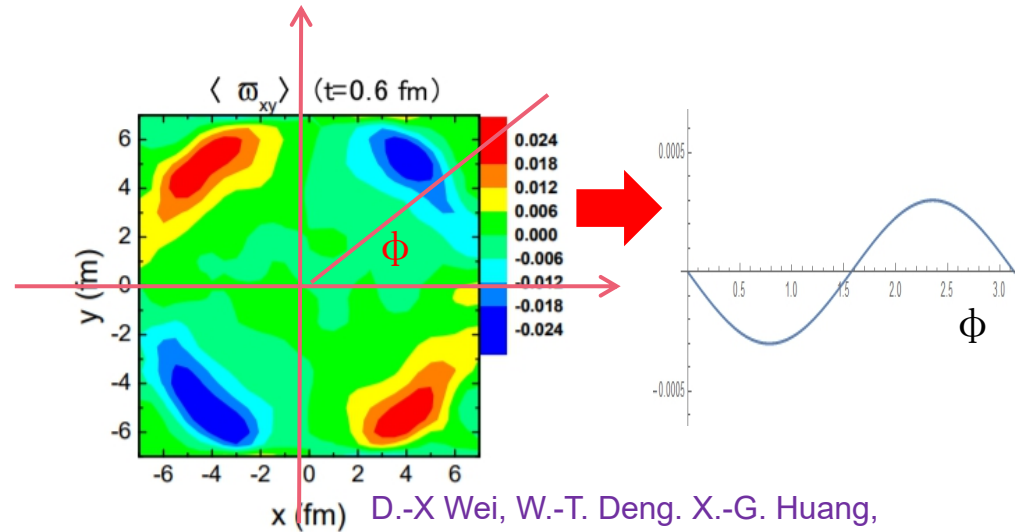 ⟨ ϖxy⟩ (t=0.6 fm)
6
4
2
0
-2
-4
-6
y (fm)
-6 -4 -2 0 2 4 6
x (fm)
ϕ
0.024
0.018
0.012
0.006
0.000
-0.006
-0.012
-0.018
-0.024
0.0005
-0.0005
0.5 1.0 1.5 2.0 2.5 3.0
ϕ
D.-X Wei, W.-T. Deng. X.-G. Huang,